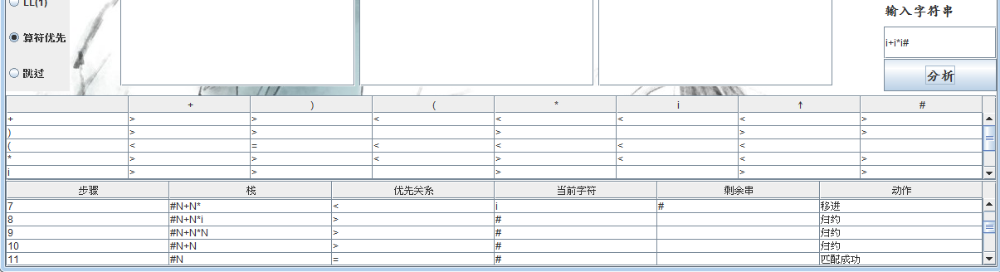 LL(1)
输入字符串
算符优先
i+i*i#
跳过
分析
+ ) ( * i ↑ #
+ > > < < < < >
) > > > > >
( < = < < < <
* > > < > < < >
i > > > > >
步骤 栈 优先关系 当前字符 剩余串 动作
7 #N+N* < i # 移进
8 #N+N*i > # 归约
9 #N+N*N > # 归约
10 #N+N > # 归约
11 #N = # 匹配成功